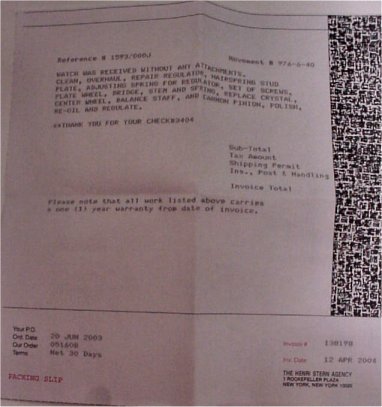 Reference # 1593/000J Movement # 976-6-40
WATCH WAS RECEIVED WITHOUT ANY ATTACHMENTS.
CLEAN, OVERHAUL, REPAIR REGULATOR, HAIRSPRING STUD
PLATE, ADJUSTING SPRING FOR REGULATOR, SET OF SCREWS,
PLATE WHEEL, BRIDGE, STEM AND SPRING, REPLACE CRYSTAL,
CENTER WHEEL, BALANCE STAFF, AND CANNON PINION, POLISH,
RE-OIL AND REGULATE.
**THANK YOU FOR YOUR CHECK#3404
Sub-Total
Tax Amount
Shipping Permit
Ins., Post & Handling
Invoice Total
Please note that all work listed above carries
a one (1) year warranty from date of invoice.
Your P.O.
Ord. Date 20 JUN 2003
Our Order 051608
Terms Net 30 Days
PACKING SLIP
Invoice # 138198
Inv. Date 12 APR 2004
THE HENRI STERN AGENCY
1 ROCKEFELLER PLAZA
NEW YORK, NEW YORK 10020